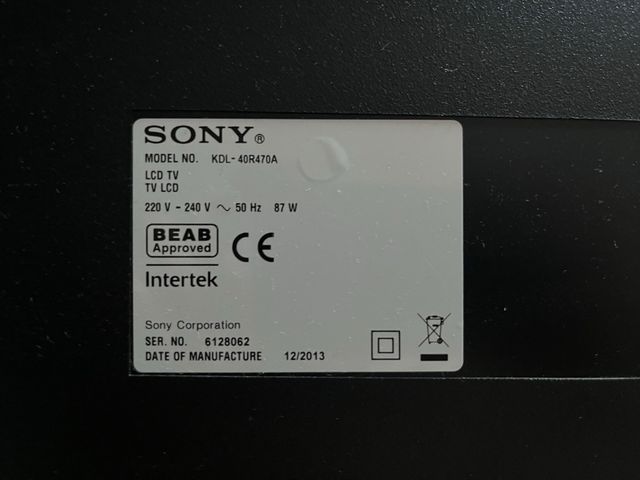 SONY®
MODEL NO. KDL-40R470A
LCD TV
TV LCD
220 V - 240 V ~ 50 Hz 87 W
BEAB
Approved
CE
Intertek
Sony Corporation
SER. NO. 6128062
DATE OF MANUFACTURE 12/2013